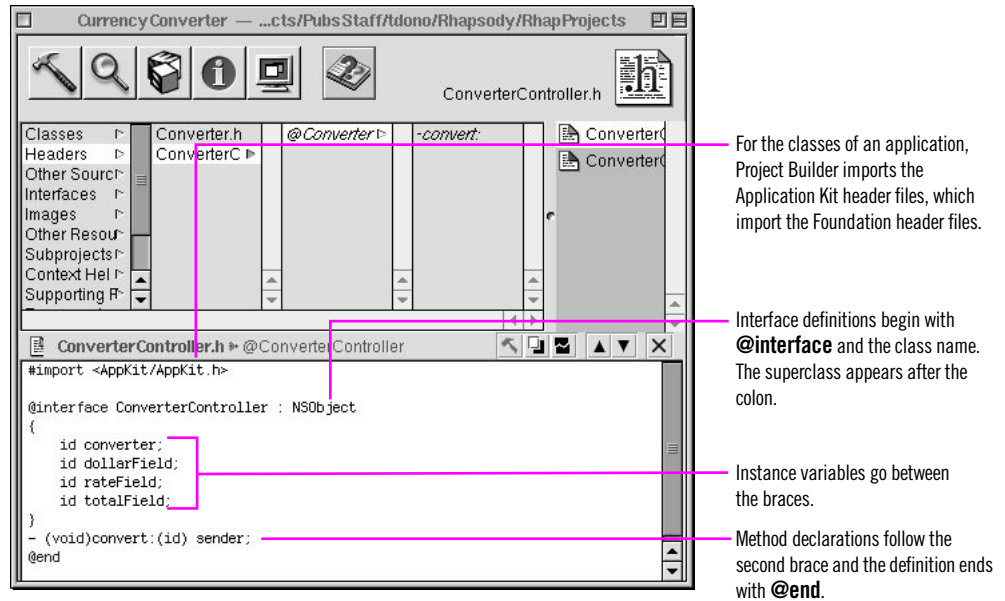 CurrencyConverter — ...cts/PubsStaff/tdono/Rhapsody/RhapProjects
.h
ConverterController.h
Classes
Headers
Other Sourc
Interfaces
Images
Other Resou
Subprojects
Context Hel
Supporting F
Converter.h
ConverterC
@Converter
-convert:
Converter
Converter
ConverterController.h @ConverterController
#import <AppKit/AppKit.h>
@interface ConverterController : NSObject
{
id converter;
id dollarField;
id rateField;
id totalField;
}
- (void)convert:(id) sender;
@end
For the classes of an application,
Project Builder imports the
Application Kit header files, which
import the Foundation header files.
Interface definitions begin with
@interface and the class name.
The superclass appears after the
colon.
Instance variables go between
the braces.
Method declarations follow the
second brace and the definition ends
with @end.